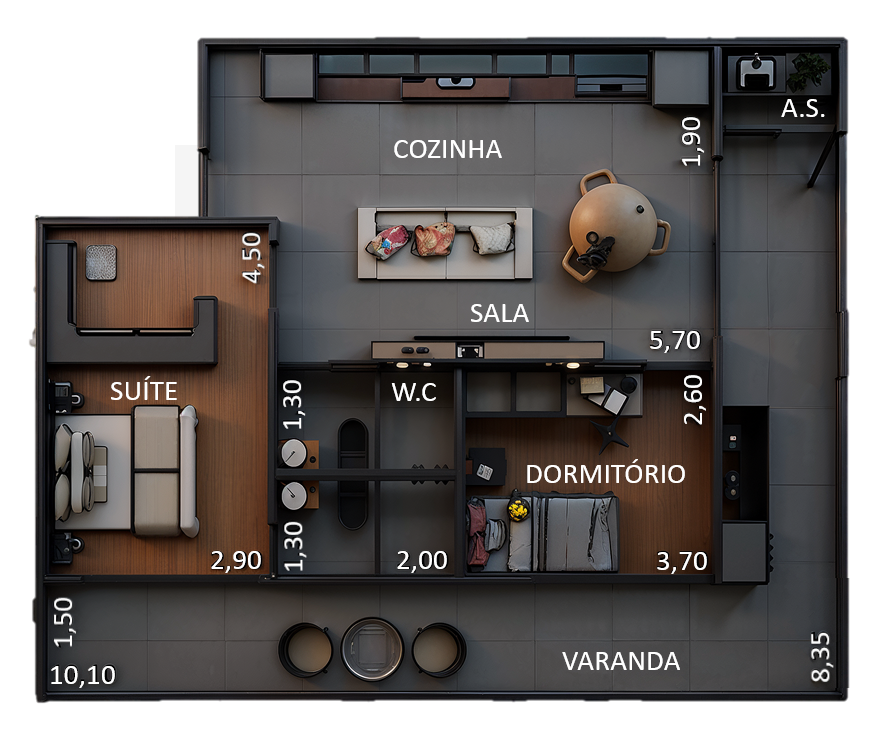 A.S.
1,90
COZINHA
4,50
SALA
5,70
SUÍTE
1,30
W.C
2,60
DORMITÓRIO
1,30
2,90
2,00
3,70
1,50
10,10
VARANDA
8,35